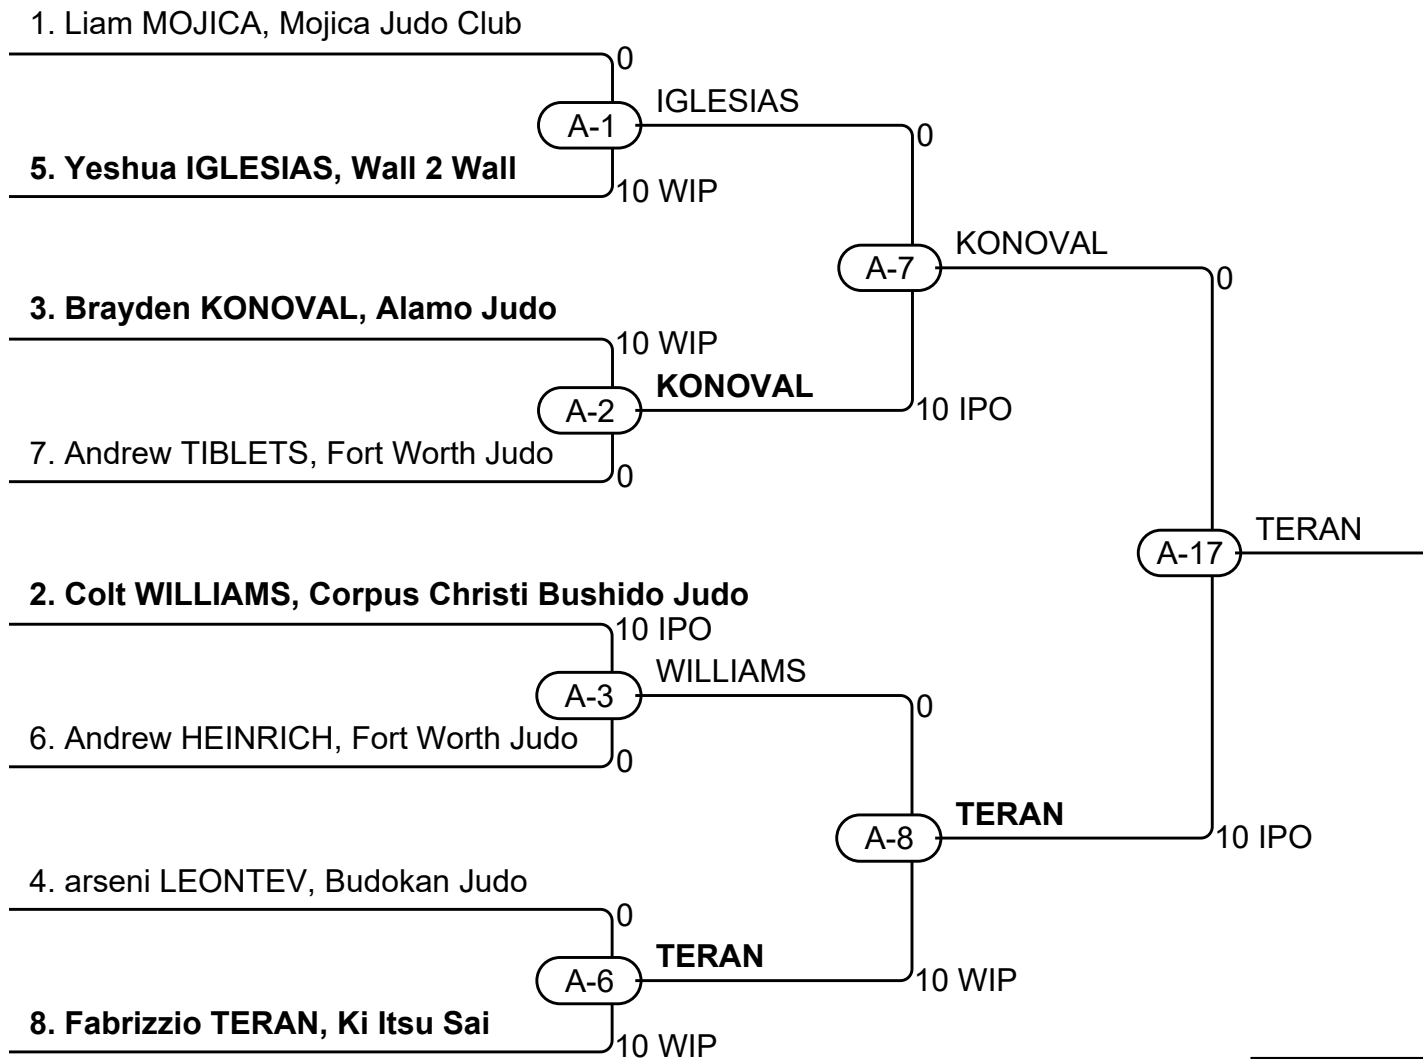 1. Liam MOJICA, Mojica Judo Club
0
IGLESIAS
A-1
0
5. Yeshua IGLESIAS, Wall 2 Wall
10 WIP
KONOVAL
A-7
0
3. Brayden KONOVAL, Alamo Judo
10 WIP
KONOVAL
A-2
10 IPO
7. Andrew TIBLETS, Fort Worth Judo
0
TERAN
A-17
2. Colt WILLIAMS, Corpus Christi Bushido Judo
10 IPO
WILLIAMS
A-3
0
6. Andrew HEINRICH, Fort Worth Judo
0
TERAN
A-8
10 IPO
4. arseni LEONTEV, Budokan Judo
0
TERAN
A-6
10 WIP
8. Fabrizzio TERAN, Ki Itsu Sai
10 WIP